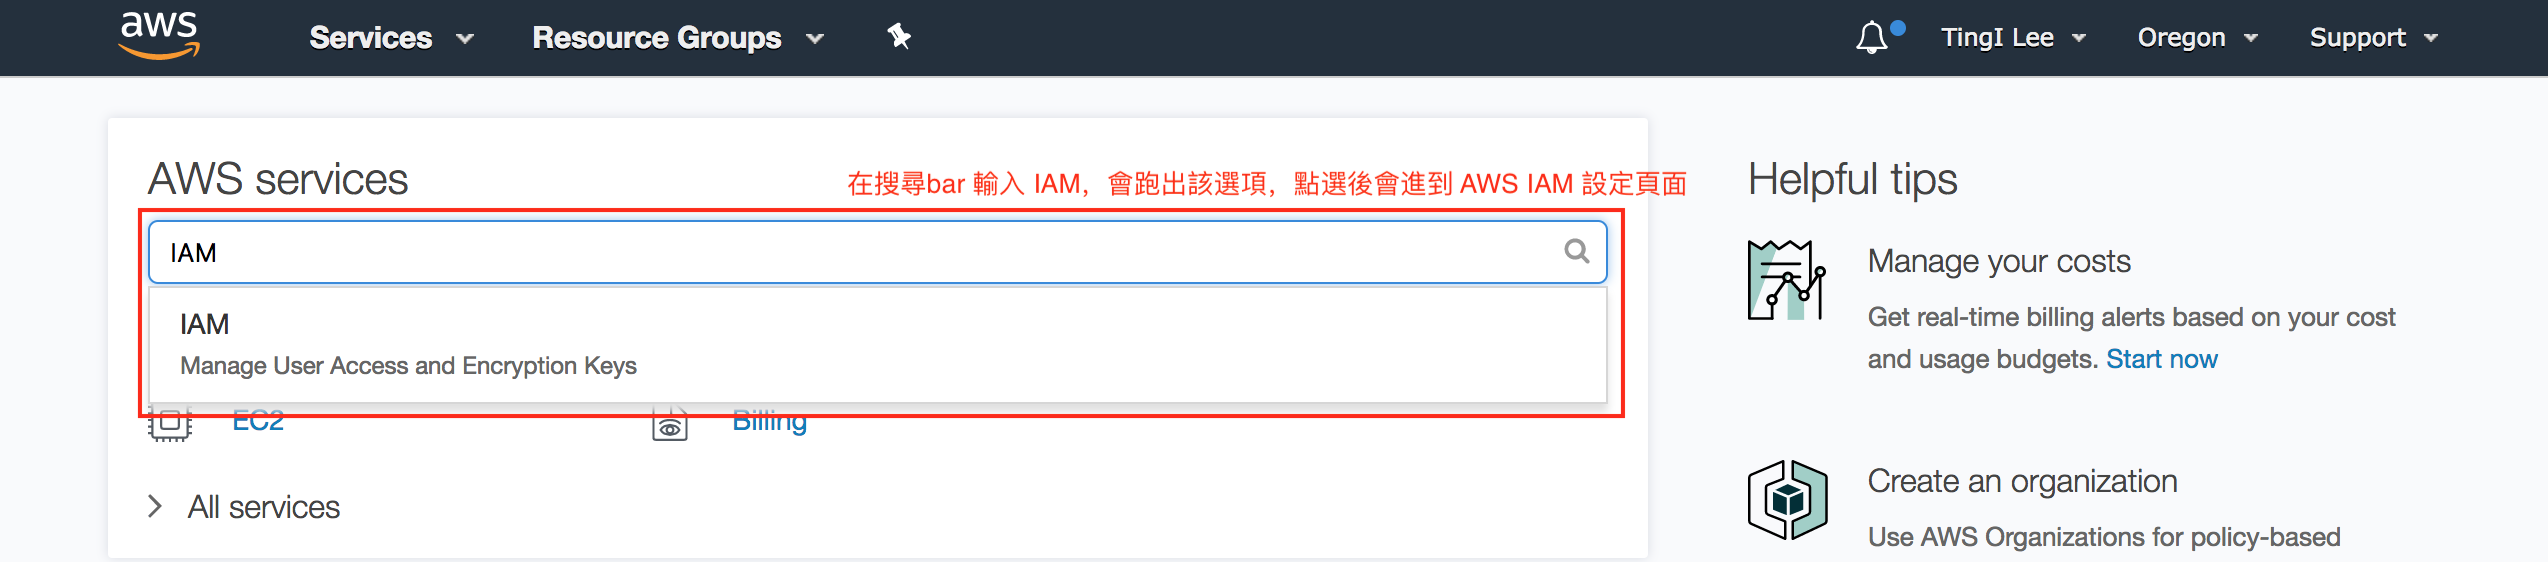 aws
Services
Resource Groups
TingI Lee
Oregon
Support
AWS services
在搜尋bar 輸入 IAM，會跑出該選項，點選後會進到 AWS IAM 設定頁面
IAM
IAM
Manage User Access and Encryption Keys
EC2
Billing
All services
Helpful tips
Manage your costs
Get real-time billing alerts based on your cost
and usage budgets. Start now
Create an organization
Use AWS Organizations for policy-based